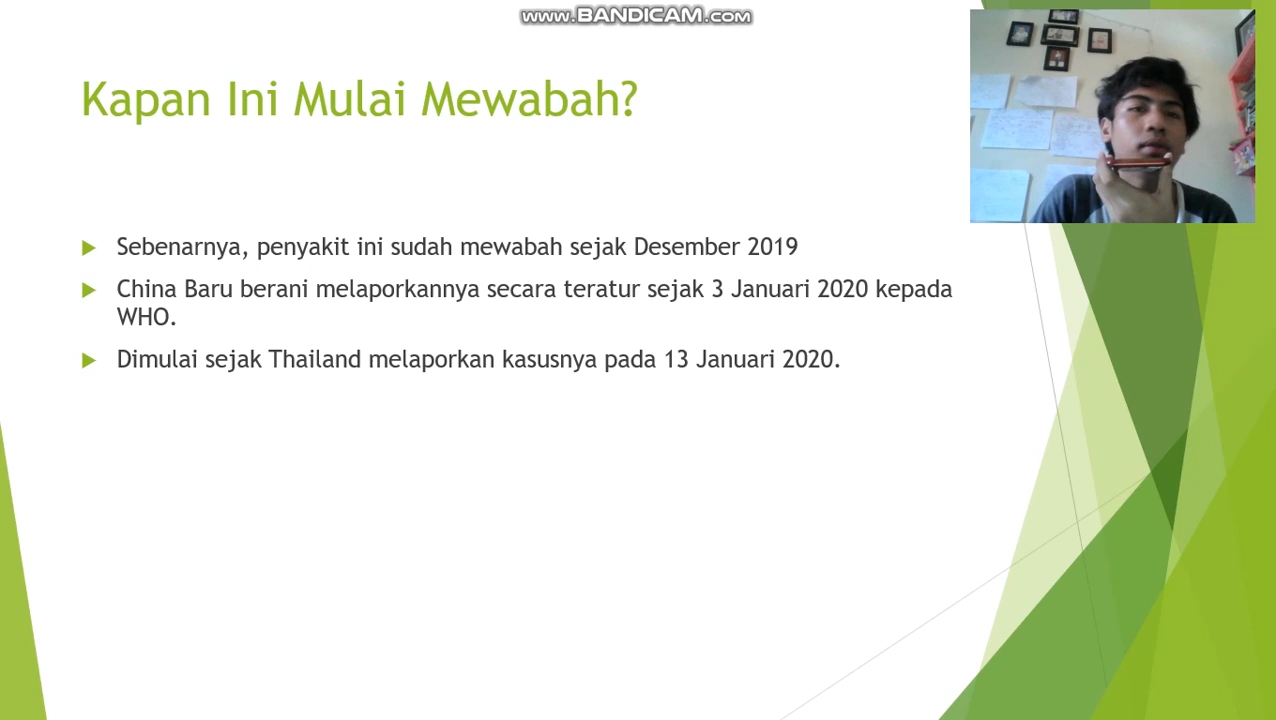 www.BANDICAM.com
Kapan Ini Mulai Mewabah?
Sebenarnya, penyakit ini sudah mewabah sejak Desember 2019
China Baru berani melaporkannya secara teratur sejak 3 Januari 2020 kepada
WHO.
Dimulai sejak Thailand melaporkan kasusnya pada 13 Januari 2020.